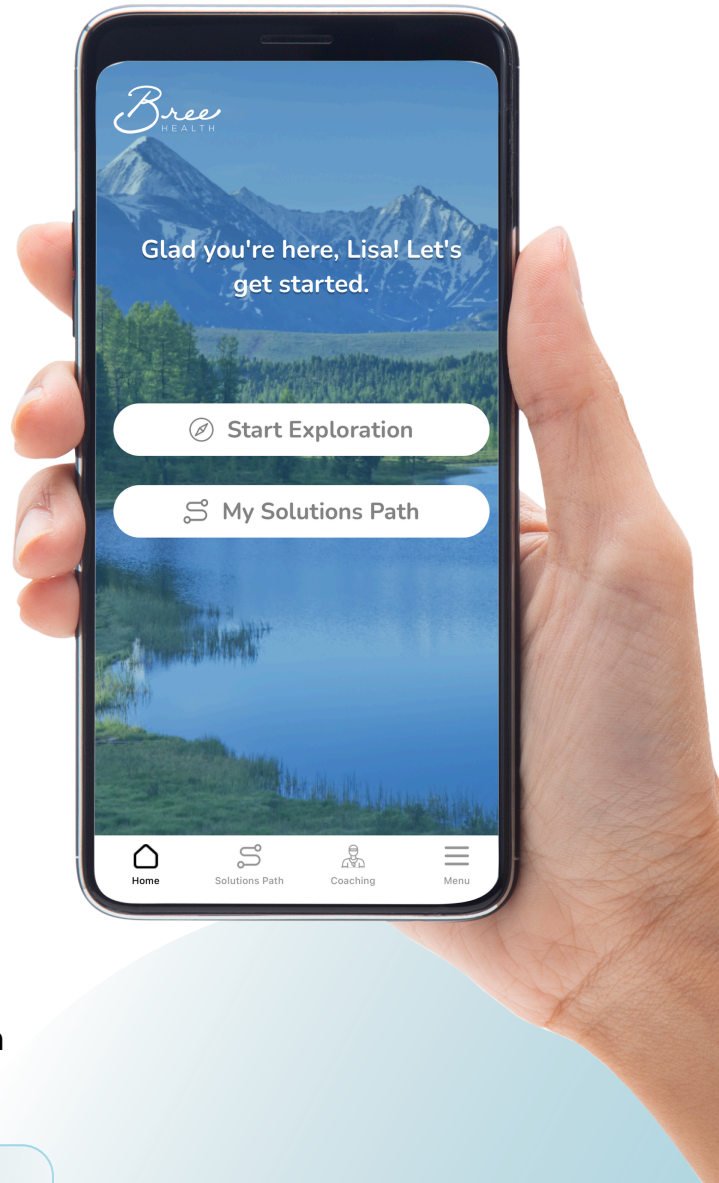 Bree
HEALTH
Glad you're here, Lisa! Let's
get started.
Start Exploration
My Solutions Path
Home
Solutions Path
Coaching
Menu